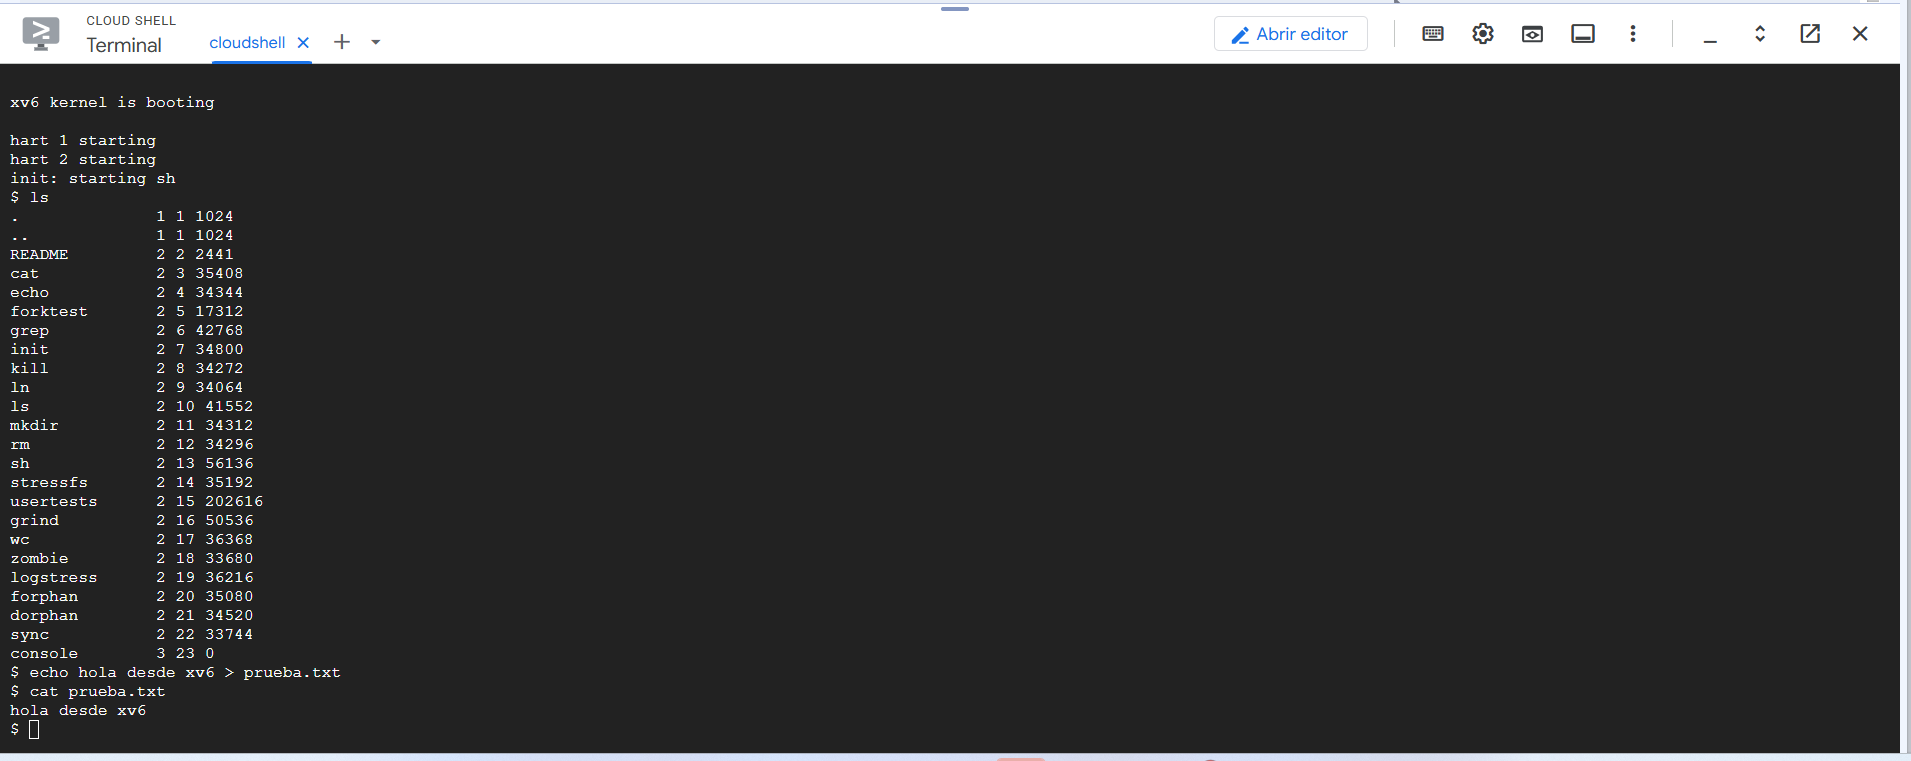 CLOUD SHELL
Terminal
cloudshell
Abrir editor
xv6 kernel is booting
hart 1 starting
hart 2 starting
init: starting sh
$ ls
.              1 1 1024
..             1 1 1024
README         2 2 2441
cat            2 3 35408
echo           2 4 34344
forktest       2 5 17312
grep           2 6 42768
init           2 7 34800
kill           2 8 34272
ln             2 9 34064
ls             2 10 41552
mkdir          2 11 34312
rm             2 12 34296
sh             2 13 56136
stressfs       2 14 35192
usertests      2 15 202616
grind          2 16 50536
wc             2 17 36368
zombie         2 18 33680
logstress      2 19 36216
forphan        2 20 35080
dorphan        2 21 34520
sync           2 22 33744
console        3 23 0
$ echo hola desde xv6 > prueba.txt
$ cat prueba.txt
hola desde xv6
$